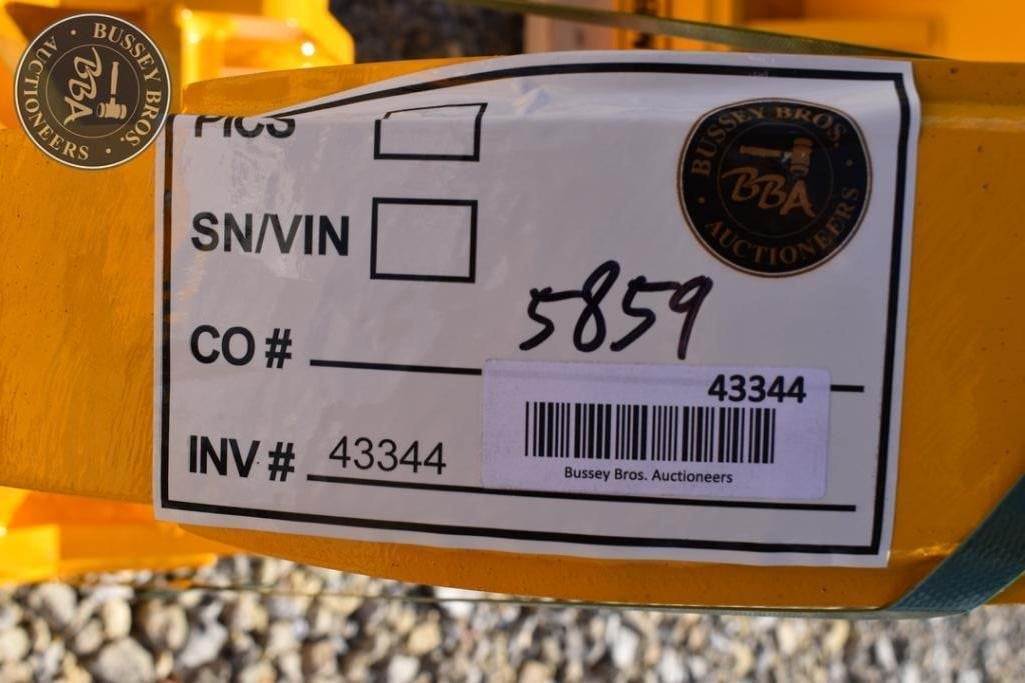 BUSSEY BROS.
BBA
AUCTIONEERS
PICS
BUSSEY BROS.
BBA
AUCTIONEERS
SN/VIN
5859
CO #
43344
INV # 43344
Bussey Bros. Auctioneers